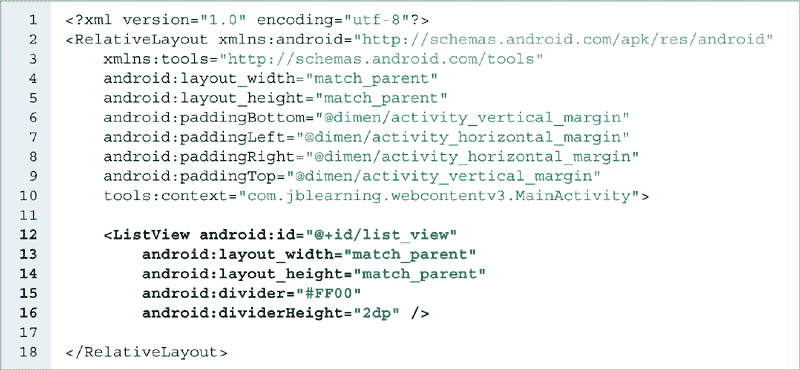 1 <?xml version="1.0" encoding="utf-8"?>
2 <RelativeLayout xmlns:android="http://schemas.android.com/apk/res/android"
3     xmlns:tools="http://schemas.android.com/tools"
4     android:layout_width="match_parent"
5     android:layout_height="match_parent"
6     android:paddingBottom="@dimen/activity_vertical_margin"
7     android:paddingLeft="@dimen/activity_horizontal_margin"
8     android:paddingRight="@dimen/activity_horizontal_margin"
9     android:paddingTop="@dimen/activity_vertical_margin"
10     tools:context="com.jblearning.webcontentv3.MainActivity">
11
12     <ListView android:id="@+id/list_view"
13         android:layout_width="match_parent"
14         android:layout_height="match_parent"
15         android:divider="#FF00"
16         android:dividerHeight="2dp" />
17
18 </RelativeLayout>